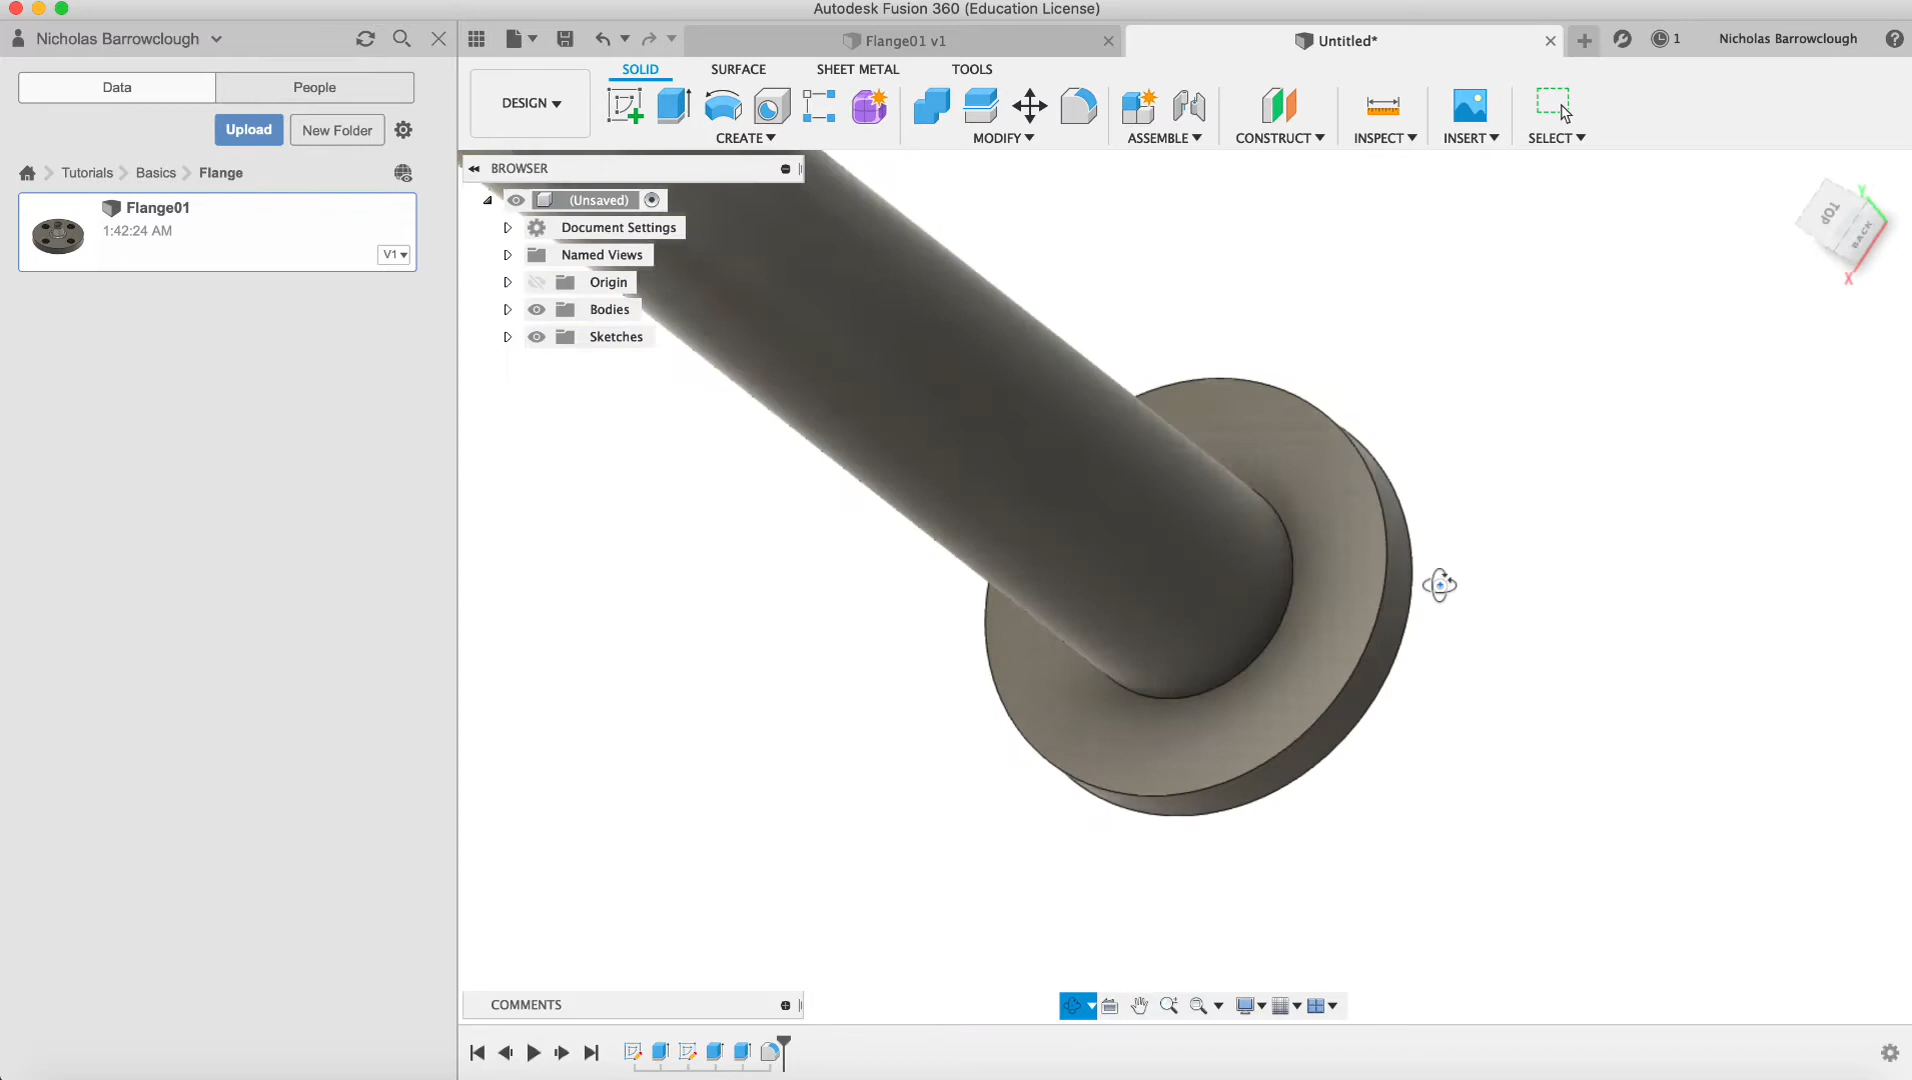 Autodesk Fusion 360 (Education License)
Nicholas Barrowclough
Flange01 v1
Untitled*
1
Nicholas Barrowclough
Data
People
DESIGN
SOLID
SURFACE
SHEET METAL
TOOLS
Upload
New Folder
CREATE
MODIFY
ASSEMBLE
CONSTRUCT
INSPECT
INSERT
SELECT
Tutorials
Basics
Flange
BROWSER
Flange01
1:42:24 AM
V1
(Unsaved)
Document Settings
Named Views
Origin
Bodies
Sketches
TOP
BACK
Y
X
COMMENTS